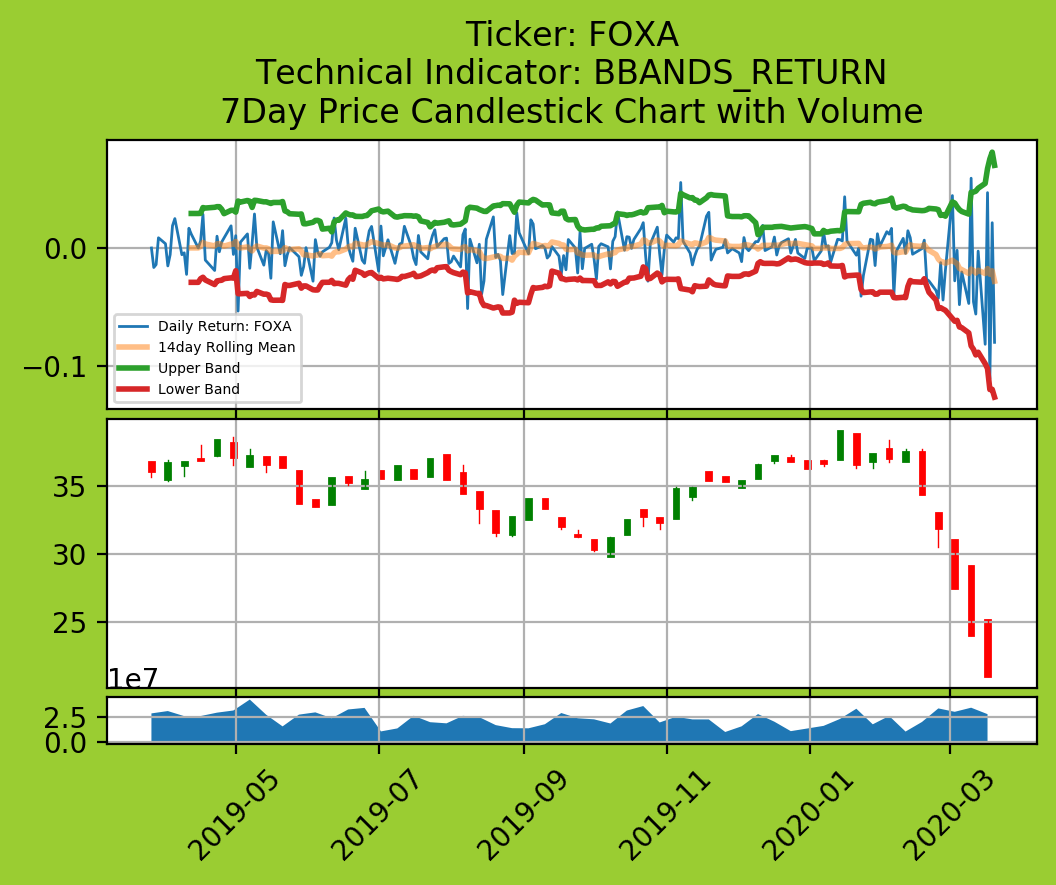 Ticker: FOXA
Technical Indicator: BBANDS_RETURN
7Day Price Candlestick Chart with Volume
0.0
−0.1
Daily Return: FOXA
14day Rolling Mean
Upper Band
Lower Band
35
30
25
1e7
2.5
0.0
2019-05
2019-07
2019-09
2019-11
2020-01
2020-03